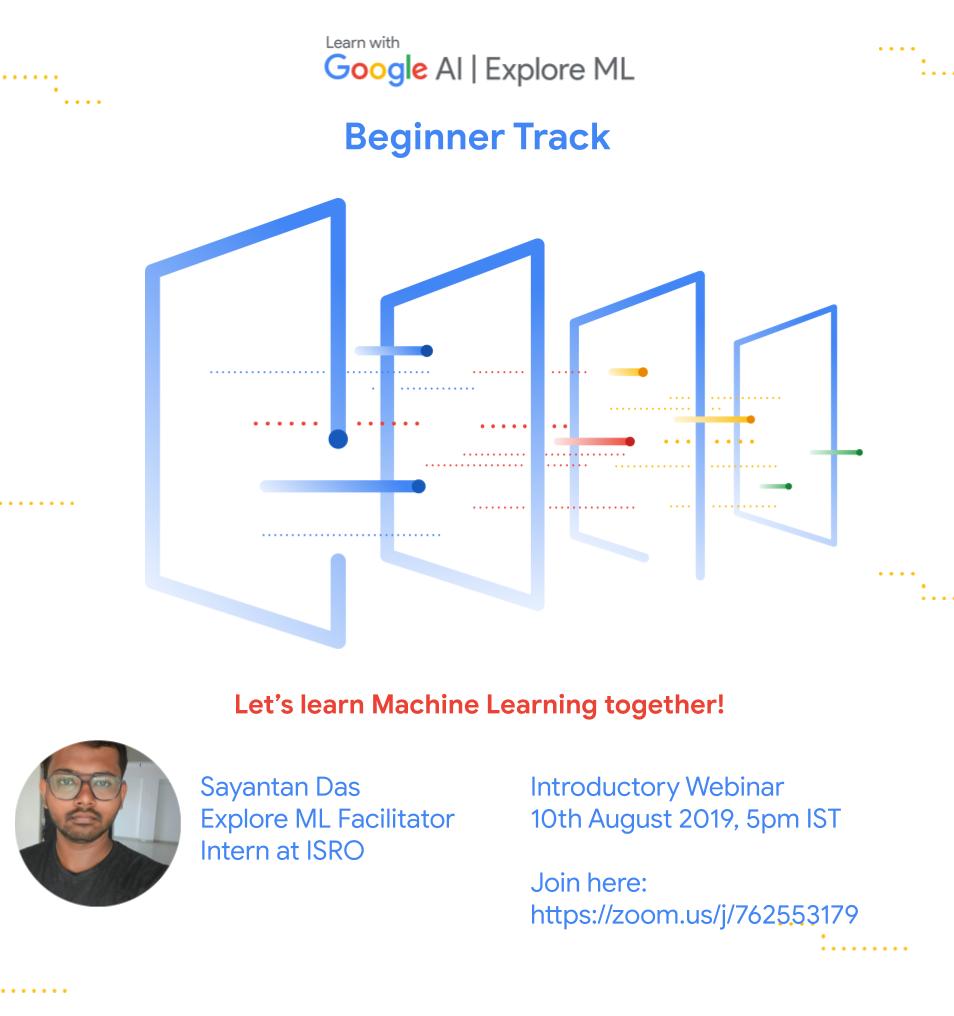 Learn with
Google AI | Explore ML
Beginner Track
Let's learn Machine Learning together!
Sayantan Das
Explore ML Facilitator
Intern at ISRO
Introductory Webinar
10th August 2019, 5pm IST
Join here:
https://zoom.us/j/762553179